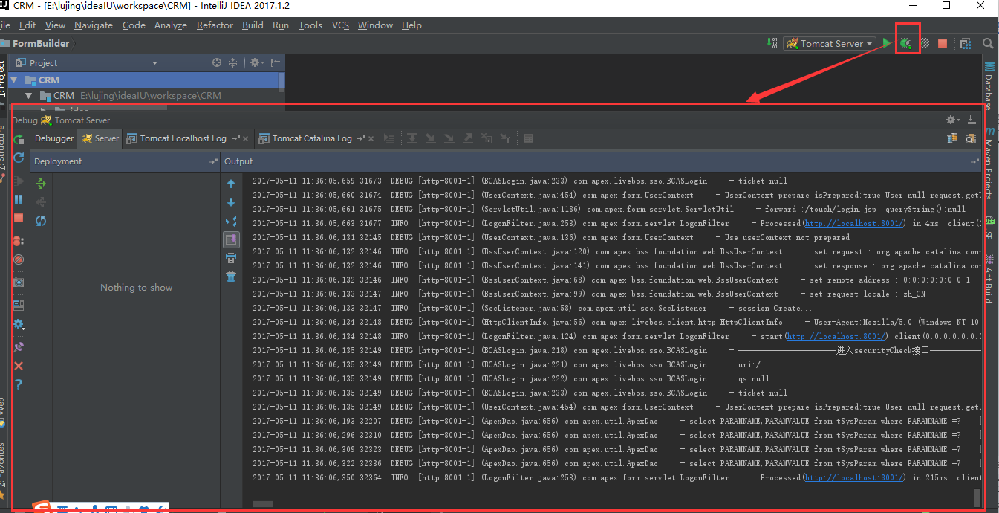 CRM - [E:\lujing\ideaIU\workspace\CRM] - IntelliJ IDEA 2017.1.2
ile Edit View Navigate Code Analyze Refactor Build Run Tools VCS Window Help
FormBuilder
Tomcat Server
Project
CRM
CRM E:\lujing\ideaIU\workspace\CRM
Debug Tomcat Server
Debugger Server Tomcat Localhost Log Tomcat Catalina Log
Deployment Output
2017-05-11 11:36:05,659 31673 DEBUG [http-8001-1] (BCASLogin.java:233) com.apex.livebos.sso.BCASLogin - ticket:null
2017-05-11 11:36:05,660 31674 DEBUG [http-8001-1] (UserContext.java:454) com.apex.form.UserContext - UserContext.prepare isPrepared:true User:null request.getU
2017-05-11 11:36:05,661 31675 DEBUG [http-8001-1] (ServletUtil.java:1186) com.apex.form.servlet.ServletUtil - forward :/touch/login.jsp queryString():null
2017-05-11 11:36:05,663 31677 INFO [http-8001-1] (LogonFilter.java:253) com.apex.form.servlet.LogonFilter - Processed(http://localhost:8001/) in 4ms. client(
2017-05-11 11:36:06,131 32145 DEBUG [http-8001-1] (UserContext.java:136) com.apex.form.UserContext - Use userContext not prepared
2017-05-11 11:36:06,132 32146 INFO [http-8001-1] (BssUserContext.java:120) com.apex.bss.foundation.web.BssUserContext - set request : org.apache.catalina.con
2017-05-11 11:36:06,132 32146 INFO [http-8001-1] (BssUserContext.java:141) com.apex.bss.foundation.web.BssUserContext - set response : org.apache.catalina.co
2017-05-11 11:36:06,132 32146 INFO [http-8001-1] (BssUserContext.java:68) com.apex.bss.foundation.web.BssUserContext - set remote address : 0:0:0:0:0:0:0:1
2017-05-11 11:36:06,133 32147 INFO [http-8001-1] (BssUserContext.java:99) com.apex.bss.foundation.web.BssUserContext - set request locale : zh_CN
2017-05-11 11:36:06,133 32147 INFO [http-8001-1] (SecListener.java:58) com.apex.util.sec.SecListener - session Create...
2017-05-11 11:36:06,134 32148 DEBUG [http-8001-1] (HttpClientInfo.java:56) com.apex.livebos.client.http.HttpClientInfo - User-Agent:Mozilla/5.0 (Windows NT 10.
2017-05-11 11:36:06,134 32148 INFO [http-8001-1] (LogonFilter.java:124) com.apex.form.servlet.LogonFilter - start(http://localhost:8001/) client(0:0:0:0:0:0
2017-05-11 11:36:06,135 32149 DEBUG [http-8001-1] (BCASLogin.java:218) com.apex.livebos.sso.BCASLogin - ==================进入securityCheck接口==========
2017-05-11 11:36:06,135 32149 DEBUG [http-8001-1] (BCASLogin.java:221) com.apex.livebos.sso.BCASLogin - uri:/
2017-05-11 11:36:06,135 32149 DEBUG [http-8001-1] (BCASLogin.java:222) com.apex.livebos.sso.BCASLogin - qs:null
2017-05-11 11:36:06,135 32149 DEBUG [http-8001-1] (BCASLogin.java:233) com.apex.livebos.sso.BCASLogin - ticket:null
2017-05-11 11:36:06,135 32149 DEBUG [http-8001-1] (UserContext.java:454) com.apex.form.UserContext - UserContext.prepare isPrepared:true User:null request.getU
2017-05-11 11:36:06,193 32207 DEBUG [http-8001-1] (ApexDao.java:656) com.apex.util.ApexDao - select PARAMNAME,PARAMVALUE from tSysParam where PARAMNAME =?
2017-05-11 11:36:06,296 32310 DEBUG [http-8001-1] (ApexDao.java:656) com.apex.util.ApexDao - select PARAMNAME,PARAMVALUE from tSysParam where PARAMNAME =?
2017-05-11 11:36:06,309 32323 DEBUG [http-8001-1] (ApexDao.java:656) com.apex.util.ApexDao - select PARAMNAME,PARAMVALUE from tSysParam where PARAMNAME =?
2017-05-11 11:36:06,322 32336 DEBUG [http-8001-1] (ApexDao.java:656) com.apex.util.ApexDao - select PARAMNAME,PARAMVALUE from tSysParam where PARAMNAME =?
2017-05-11 11:36:06,350 32364 INFO [http-8001-1] (LogonFilter.java:253) com.apex.form.servlet.LogonFilter - Processed(http://localhost:8001/) in 215ms. clien
Nothing to show
1: Project
7: Structure
Web
2: Favorites
Database
Maven Projects
JSF
Ant Build